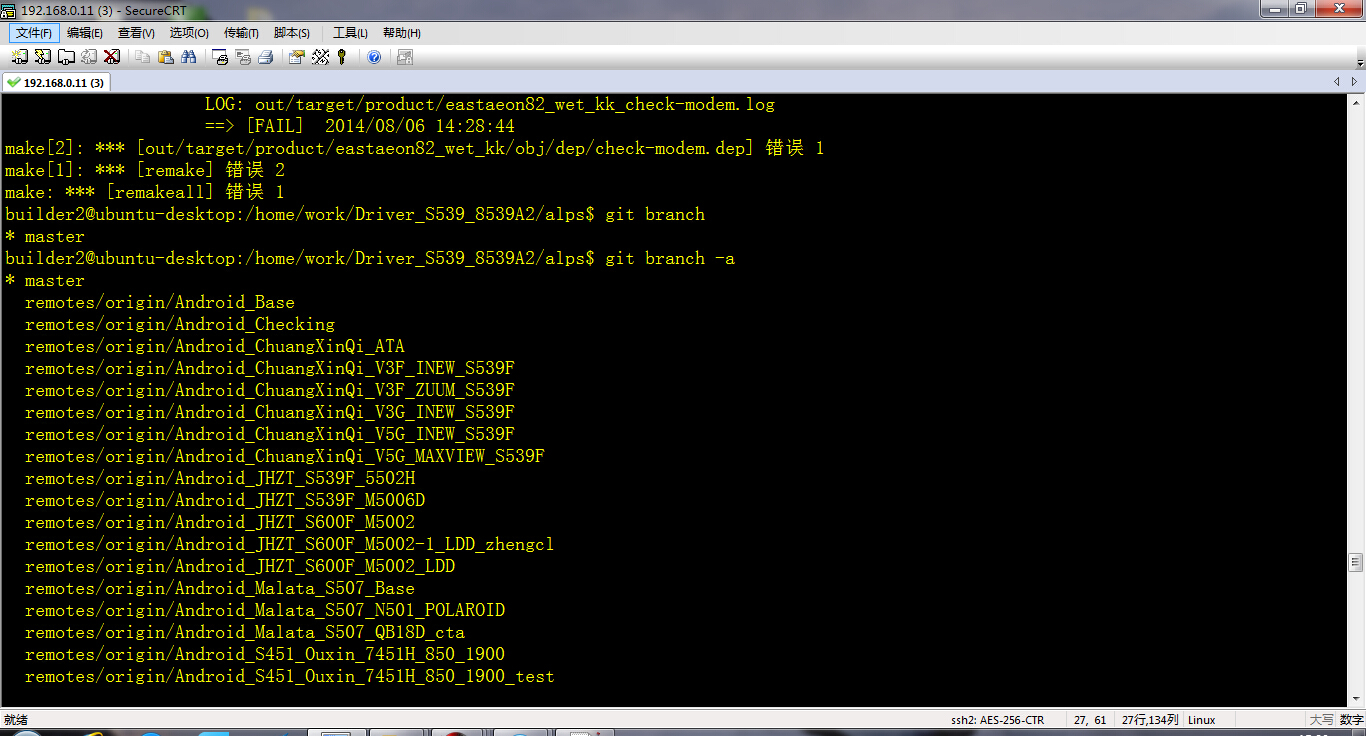 192.168.0.11 (3) - SecureCRT
文件(F) 编辑(E) 查看(V) 选项(O) 传输(T) 脚本(S) 工具(L) 帮助(H)
192.168.0.11 (3)
LOG: out/target/product/eastaeon82_wet_kk_check-modem.log
==> [FAIL]  2014/08/06 14:28:44
make[2]: *** [out/target/product/eastaeon82_wet_kk/obj/dep/check-modem.dep] 错误 1
make[1]: *** [remake] 错误 2
make: *** [remakeall] 错误 1
builder2@ubuntu-desktop:/home/work/Driver_S539_8539A2/alps$ git branch
* master
builder2@ubuntu-desktop:/home/work/Driver_S539_8539A2/alps$ git branch -a
* master
remotes/origin/Android_Base
remotes/origin/Android_Checking
remotes/origin/Android_ChuangXinQi_ATA
remotes/origin/Android_ChuangXinQi_V3F_INEW_S539F
remotes/origin/Android_ChuangXinQi_V3F_ZUUM_S539F
remotes/origin/Android_ChuangXinQi_V3G_INEW_S539F
remotes/origin/Android_ChuangXinQi_V5G_INEW_S539F
remotes/origin/Android_ChuangXinQi_V5G_MAXVIEW_S539F
remotes/origin/Android_JHZT_S539F_5502H
remotes/origin/Android_JHZT_S539F_M5006D
remotes/origin/Android_JHZT_S600F_M5002
remotes/origin/Android_JHZT_S600F_M5002-1_LDD_zhengcl
remotes/origin/Android_JHZT_S600F_M5002_LDD
remotes/origin/Android_Malata_S507_Base
remotes/origin/Android_Malata_S507_N501_POLAROID
remotes/origin/Android_Malata_S507_QB18D_cta
remotes/origin/Android_S451_Ouxin_7451H_850_1900
remotes/origin/Android_S451_Ouxin_7451H_850_1900_test
就绪 ssh2: AES-256-CTR 27, 61 27行,134列 Linux 大写 数字